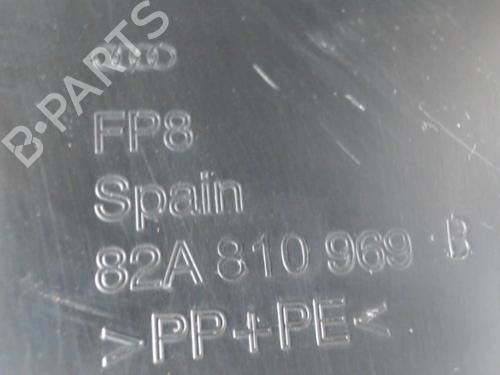 B-PARTS
FP8
Spain
82A 810 969 B
>PP+PE<